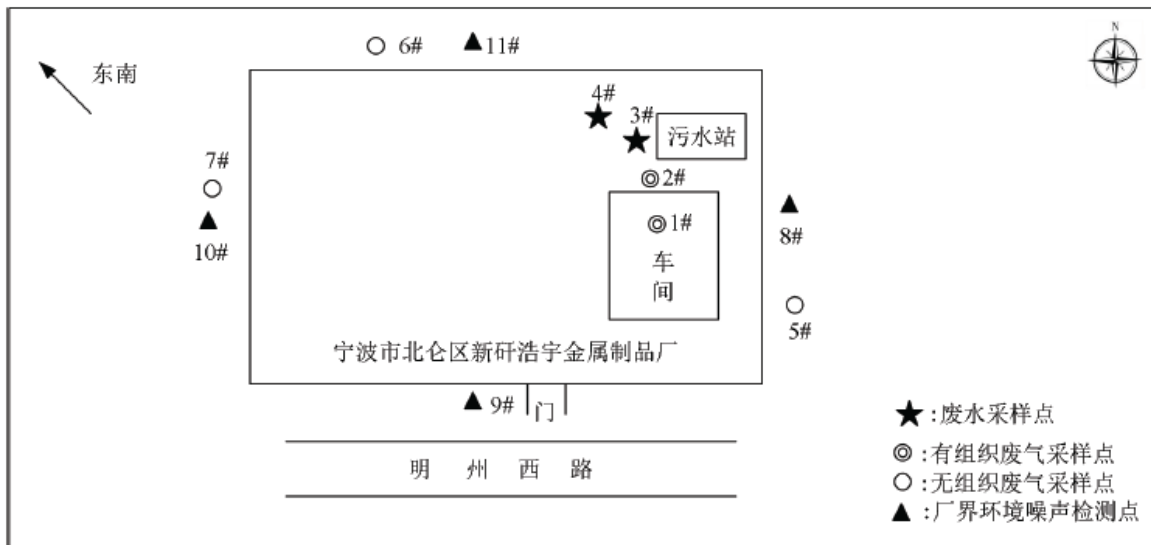 6#
11#
N
东南
4#
3#
污水站
7#
2#
1#
10#
8#
车
间
5#
宁波市北仑区新矸浩宇金属制品厂
9#
门
★:废水采样点
◎:有组织废气采样点
明 州 西 路
○:无组织废气采样点
▲:厂界环境噪声检测点